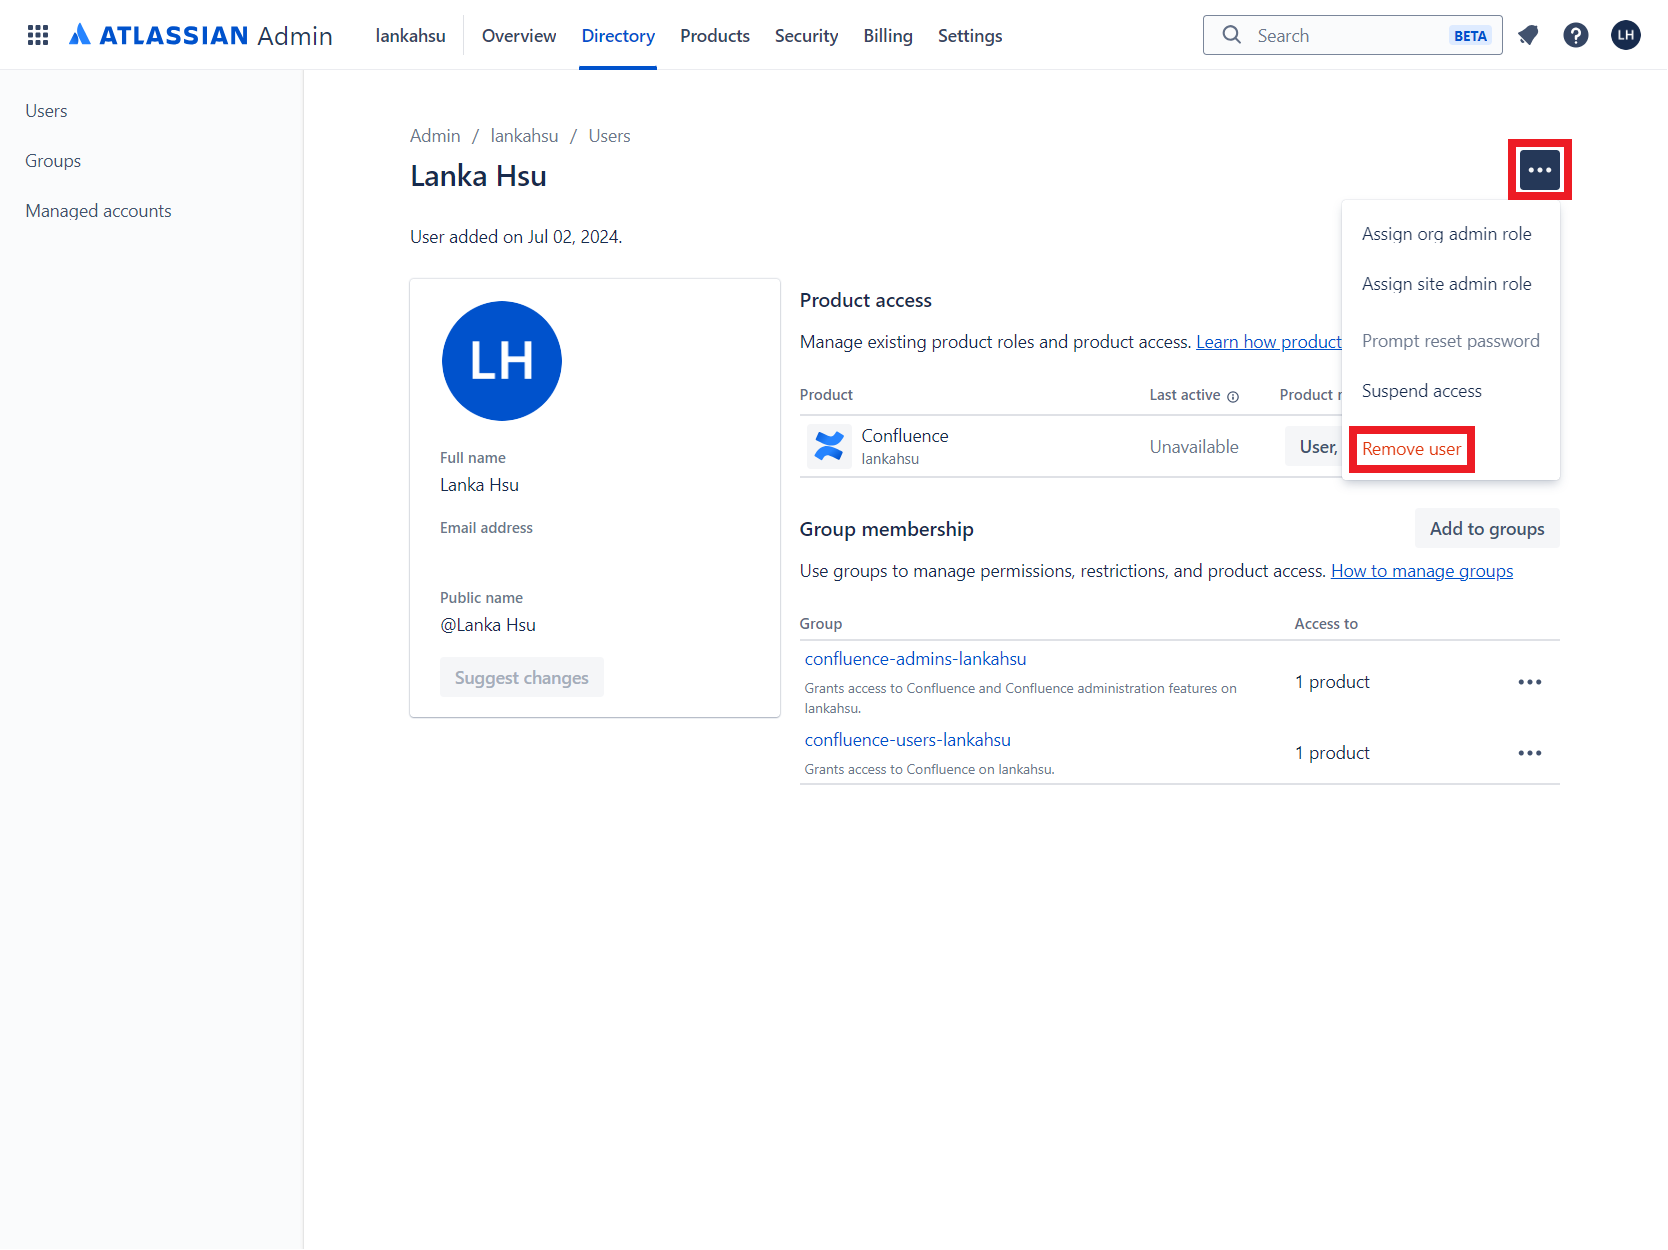 ATLASSIAN Admin lankahsu Overview Directory Products Security Billing Settings Search BETA ? LH
Users
Groups
Managed accounts
Admin / lankahsu / Users
Lanka Hsu
User added on Jul 02, 2024.
LH
Full name
Lanka Hsu
Email address
Public name
@Lanka Hsu
Suggest changes
Product access
Manage existing product roles and product access. Learn how product
Product Last active Product
Confluence
lankahsu
Unavailable
User,
Assign org admin role
Assign site admin role
Prompt reset password
Suspend access
Remove user
Group membership
Add to groups
Use groups to manage permissions, restrictions, and product access. How to manage groups
Group Access to
confluence-admins-lankahsu
Grants access to Confluence and Confluence administration features on
lankahsu.
1 product
confluence-users-lankahsu
Grants access to Confluence on lankahsu.
1 product